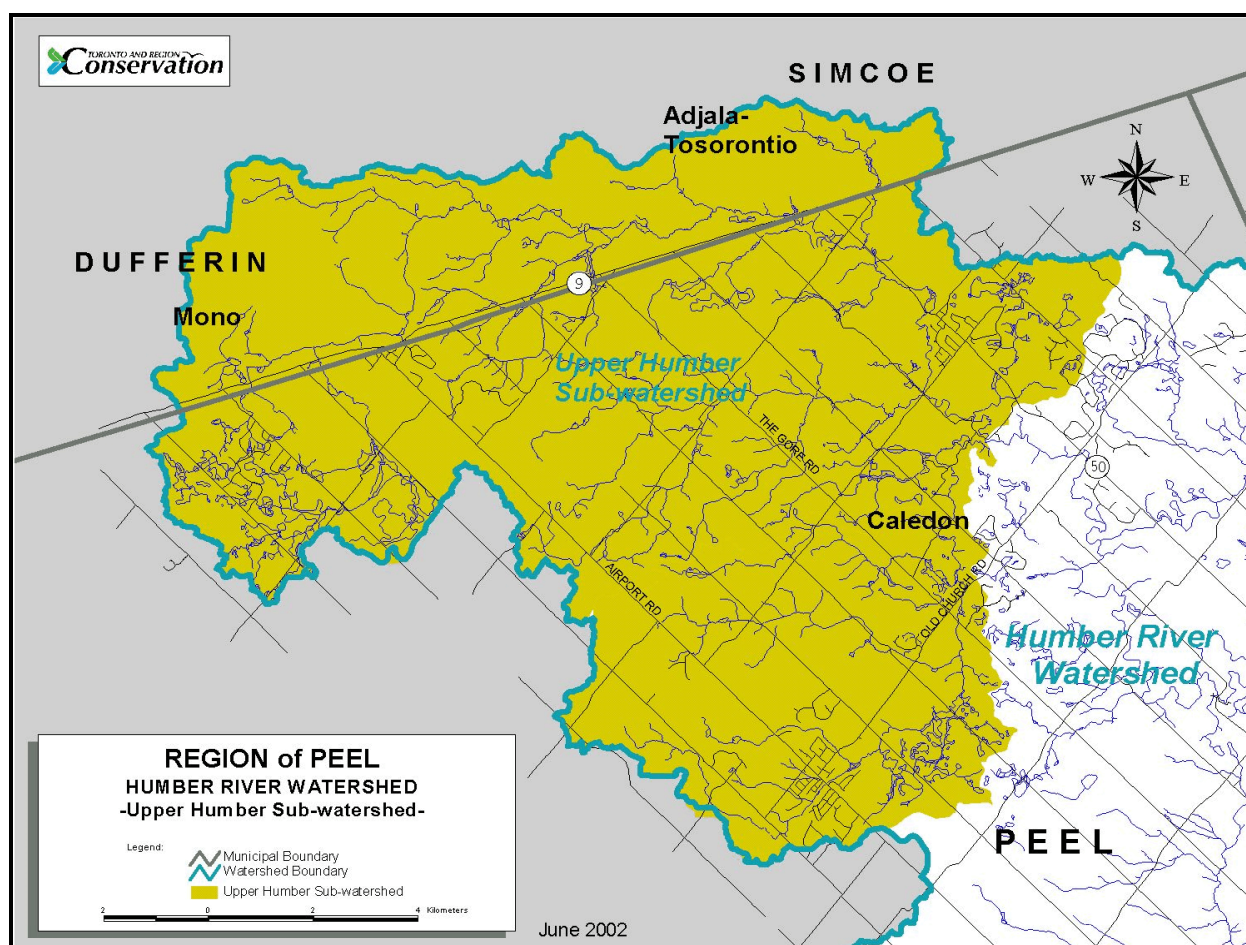 TORONTO AND REGION
Conservation
SIMCOE
Adjala-
Tosorontio
N
W E
S
DUFFERIN
Mono
9
Upper Humber
Sub-watershed
THE GORE RD
50
Caledon
AIRPORT RD
OLD CHURCH RD
Humber River
Watershed
PEEL
REGION of PEEL
HUMBER RIVER WATERSHED
-Upper Humber Sub-watershed-
Legend:
Municipal Boundary
Watershed Boundary
Upper Humber Sub-watershed
2 0 2 4 Kilometers
June 2002